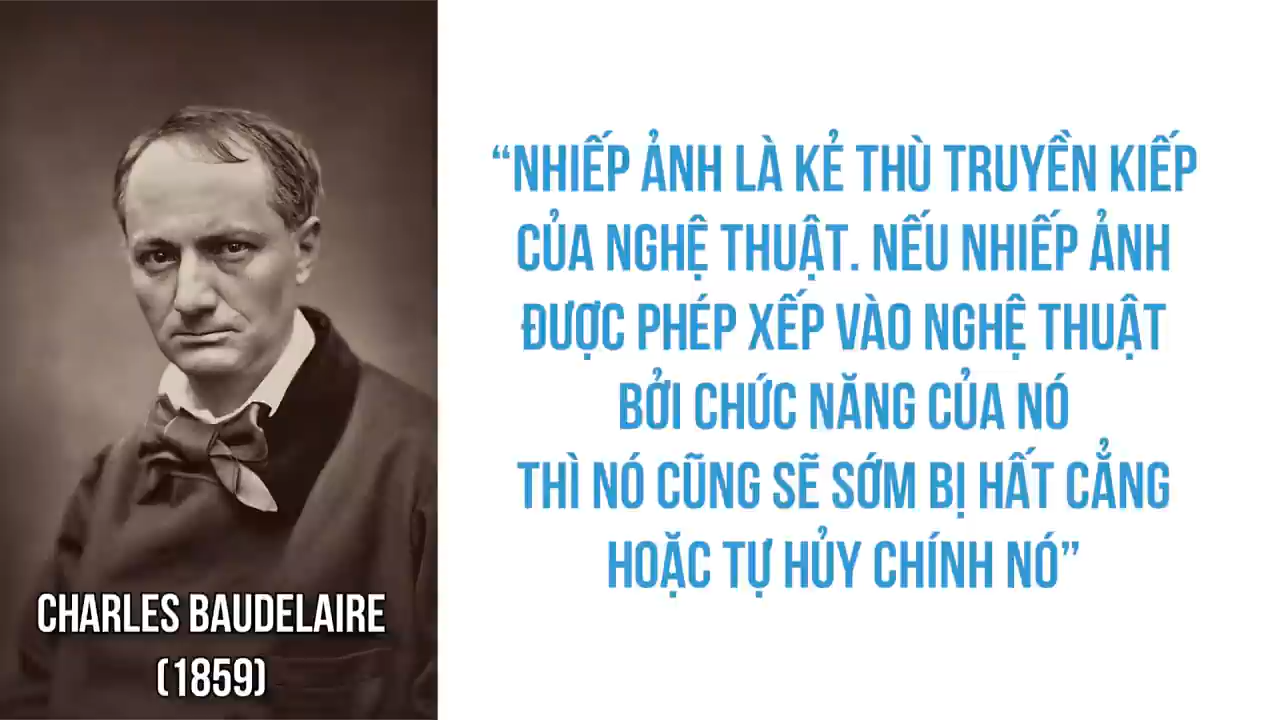 “NHIẾP ẢNH LÀ KẺ THÙ TRUYỀN KIẾP
CỦA NGHỆ THUẬT. NẾU NHIẾP ẢNH
ĐƯỢC PHÉP XẾP VÀO NGHỆ THUẬT
BỞI CHỨC NĂNG CỦA NÓ
THÌ NÓ CŨNG SẼ SỚM BỊ HẤT CẲNG
HOẶC TỰ HỦY CHÍNH NÓ”
CHARLES BAUDELAIRE
(1859)